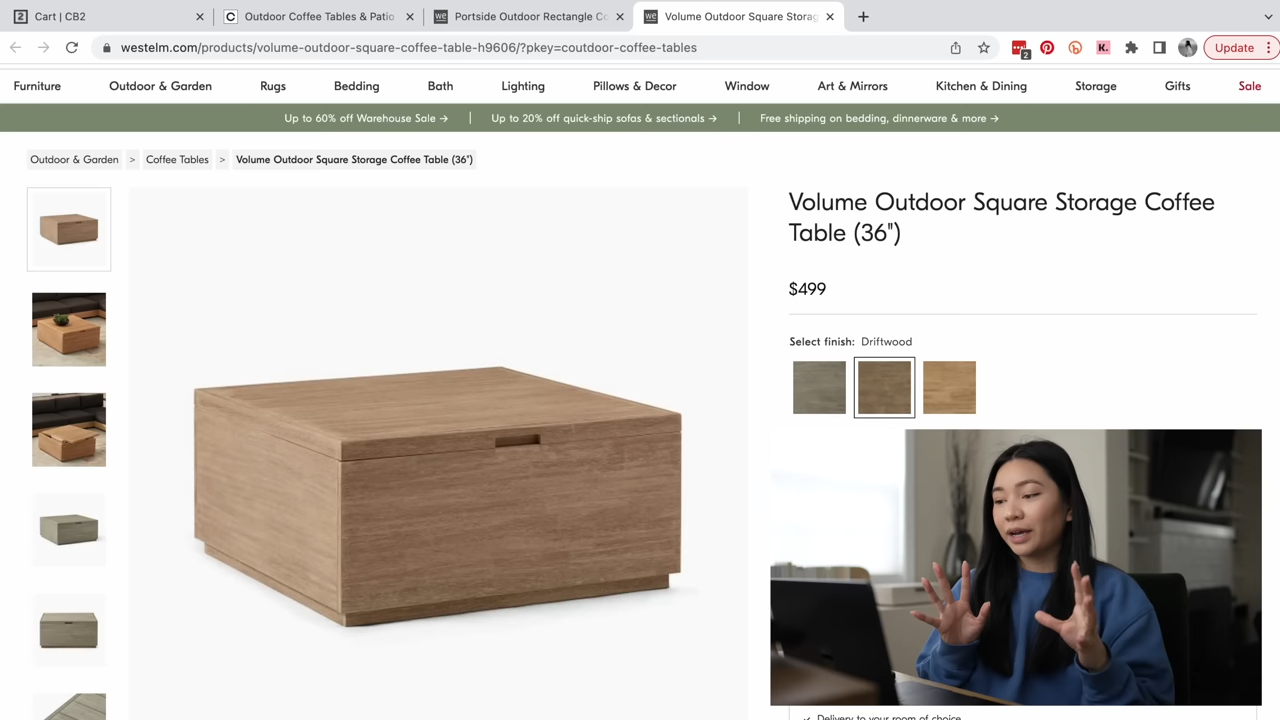 Cart | CB2
Outdoor Coffee Tables & Patio
Portside Outdoor Rectangle Co
Volume Outdoor Square Storag
westelm.com/products/volume-outdoor-square-coffee-table-h9606/?pkey=coutdoor-coffee-tables
2
K.
Update
Furniture
Outdoor & Garden
Rugs
Bedding
Bath
Lighting
Pillows & Decor
Window
Art & Mirrors
Kitchen & Dining
Storage
Gifts
Sale
Up to 60% off Warehouse Sale →
Up to 20% off quick-ship sofas & sectionals →
Free shipping on bedding, dinnerware & more →
Outdoor & Garden > Coffee Tables > Volume Outdoor Square Storage Coffee Table (36")
Volume Outdoor Square Storage Coffee
Table (36")
$499
Select finish: Driftwood
Delivery to your room of choice